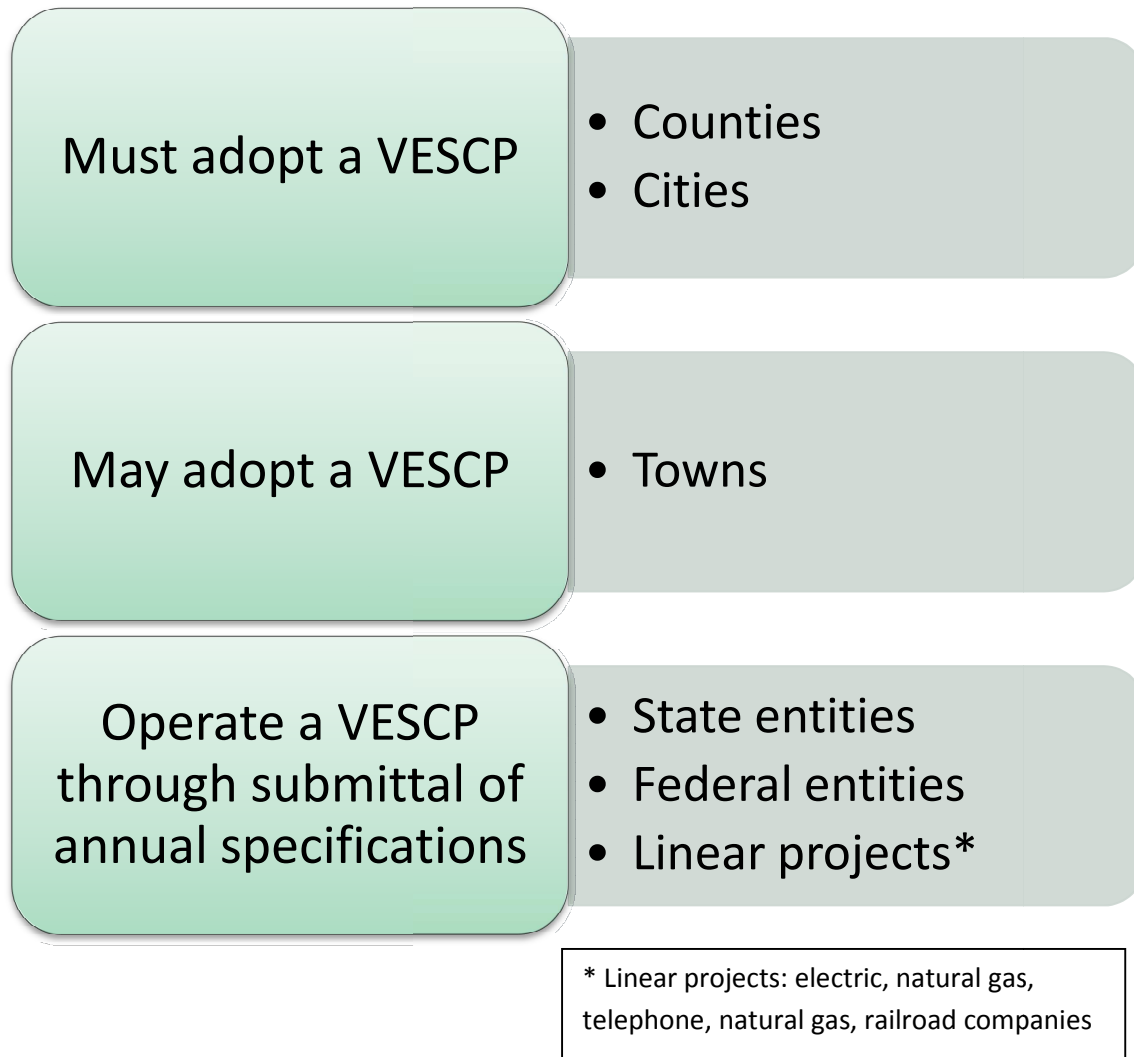 Must adopt a VESCP
• Counties
• Cities
May adopt a VESCP
• Towns
Operate a VESCP
through submittal of
annual specifications
• State entities
• Federal entities
• Linear projects*
* Linear projects: electric, natural gas,
telephone, natural gas, railroad companies